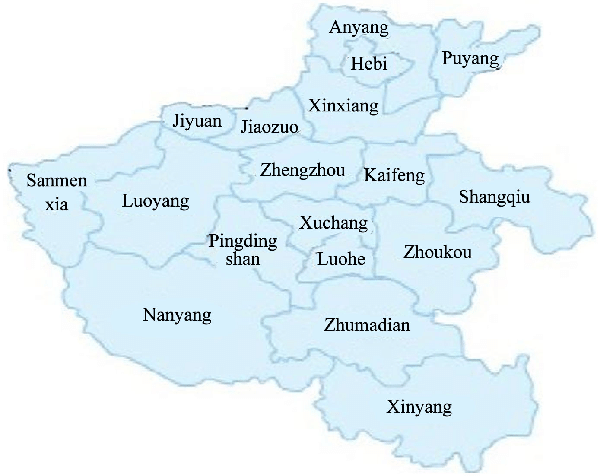 Anyang
Hebi
Puyang
Xinxiang
Jiyuan
Jiaozuo
Zhengzhou
Kaifeng
Sanmen
xia
Luoyang
Shangqiu
Xuchang
Pingding
shan
Luohe
Zhoukou
Nanyang
Zhumadian
Xinyang